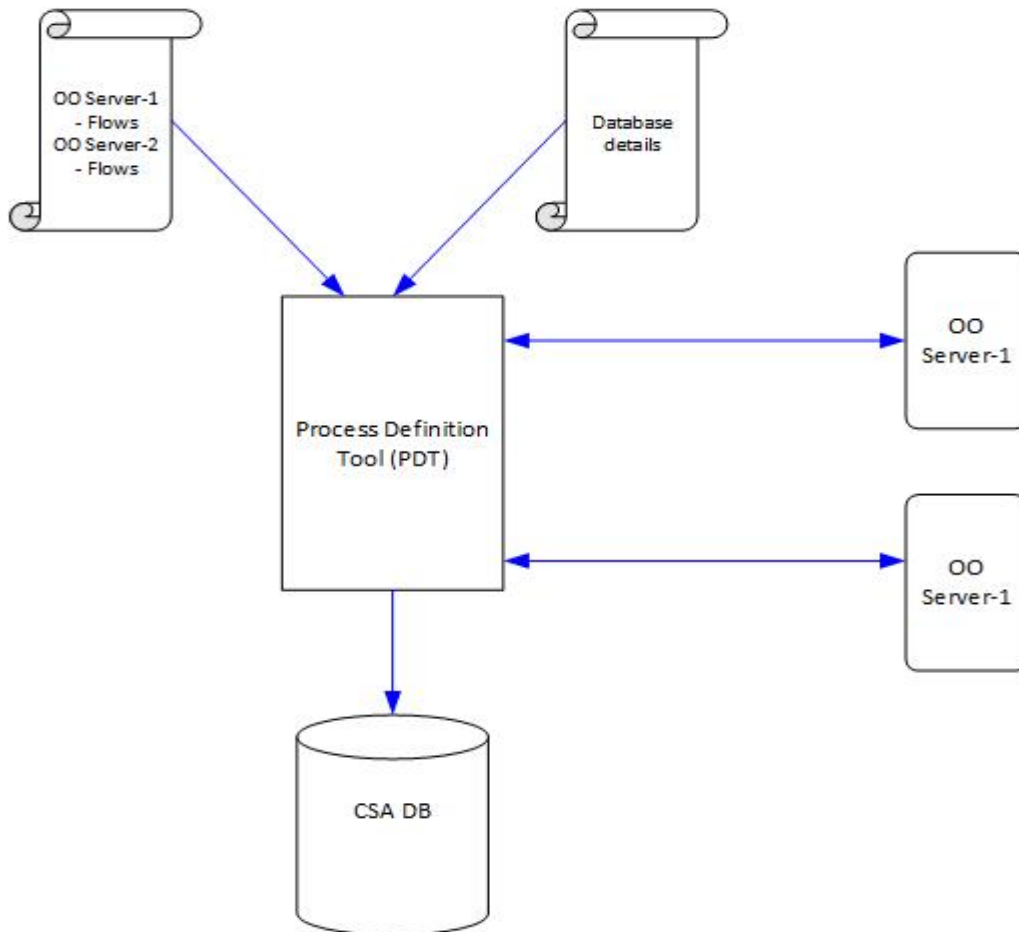 OO Server-1
- Flows
OO Server-2
- Flows
Database
details
OO
Server-1
Process Definition
Tool (PDT)
OO
Server-1
CSA DB